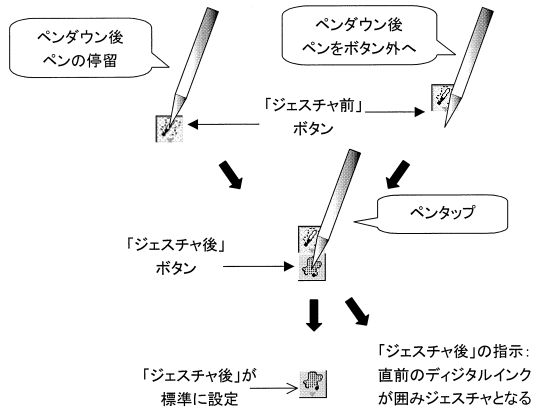 ペンダウン後
ペンの停留
ペンダウン後
ペンをボタン外へ
「ジェスチャ前」
ボタン
ペンタップ
「ジェスチャ後」
ボタン
「ジェスチャ後」が
標準に設定
「ジェスチャ後」の指示：
直前のディジタルインク
が囲みジェスチャとなる